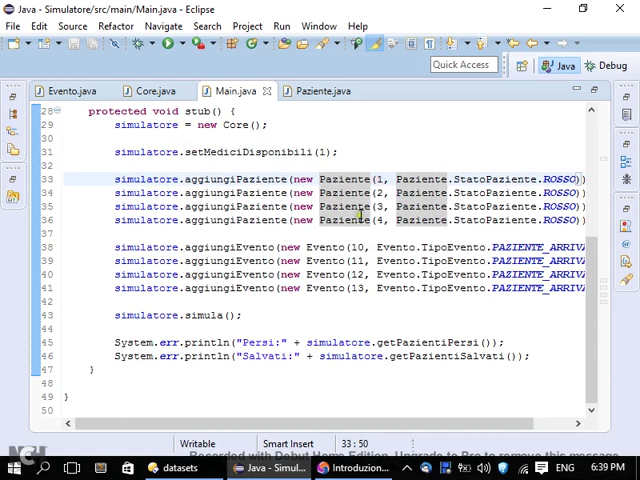 Java - Simulatore/src/main/Main.java - Eclipse
File Edit Source Refactor Navigate Search Project Run Window Help
Quick Access Java Debug
Evento.java Core.java Main.java Paziente.java
28 protected void stub() {
29 simulatore = new Core();
30
31 simulatore.setMediciDisponibili(1);
32
33 simulatore.aggiungiPaziente(new Paziente(1, Paziente.StatoPaziente.ROSSO))
34 simulatore.aggiungiPaziente(new Paziente(2, Paziente.StatoPaziente.ROSSO))
35 simulatore.aggiungiPaziente(new Paziente(3, Paziente.StatoPaziente.ROSSO))
36 simulatore.aggiungiPaziente(new Paziente(4, Paziente.StatoPaziente.ROSSO))
37
38 simulatore.aggiungiEvento(new Evento(10, Evento.TipoEvento.PAZIENTE_ARRIVA
39 simulatore.aggiungiEvento(new Evento(11, Evento.TipoEvento.PAZIENTE_ARRIVA
40 simulatore.aggiungiEvento(new Evento(12, Evento.TipoEvento.PAZIENTE_ARRIVA
41 simulatore.aggiungiEvento(new Evento(13, Evento.TipoEvento.PAZIENTE_ARRIVA
42
43 simulatore.simula();
44
45 System.err.println("Persi:" + simulatore.getPazientiPersi());
46 System.err.println("Salvati:" + simulatore.getPazientiSalvati());
47 }
48
49 }
50
Writable Smart Insert 33 : 50
NCH
Recorded with Debut Home Edition. Upgrade to Pro to remove this message.
datasets Java - Simul... Introduzion... ENG 6:39 PM